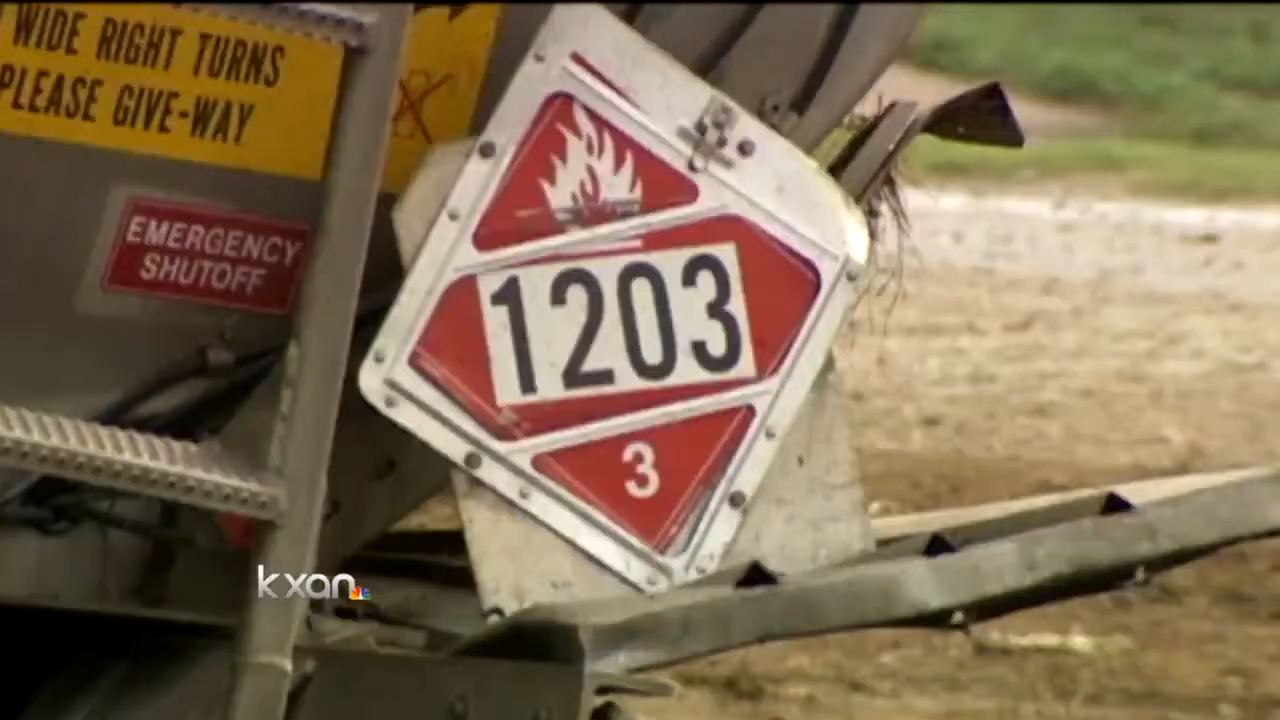 WIDE RIGHT TURNS
PLEASE GIVE-WAY
EMERGENCY
SHUTOFF
1203
3
kxan